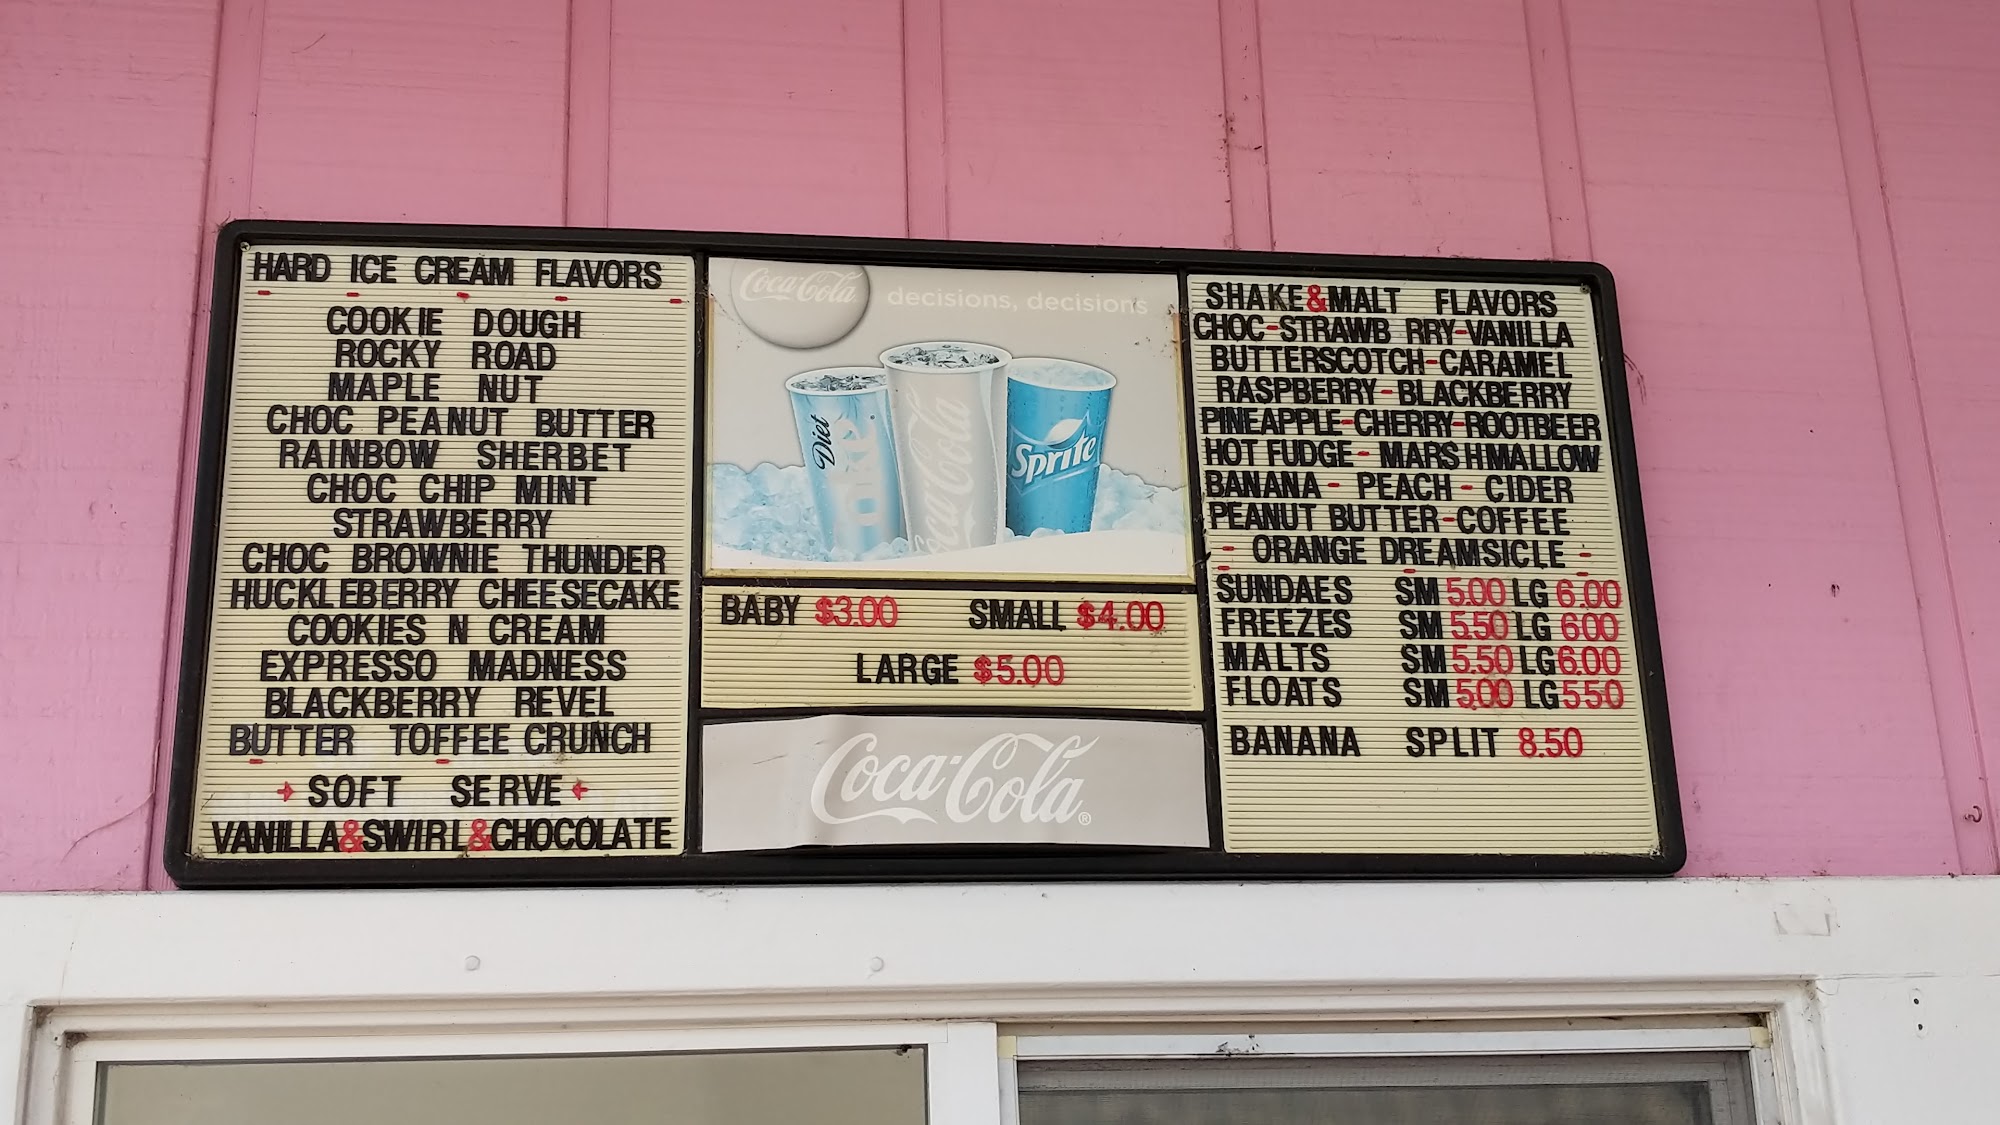 HARD ICE CREAM FLAVORS
COOKIE DOUGH
ROCKY ROAD
MAPLE NUT
CHOC PEANUT BUTTER
RAINBOW SHERBET
CHOC CHIP MINT
STRAWBERRY
CHOC BROWNIE THUNDER
HUCKLEBERRY CHEESECAKE
COOKIES N CREAM
EXPRESSO MADNESS
BLACKBERRY REVEL
BUTTER TOFFEE CRUNCH
SOFT SERVE
VANILLA&SWIRL&CHOCOLATE
Coca-Cola
decisions, decisions
Diet Coke
Coca-Cola
Sprite
BABY $3.00 SMALL $4.00
LARGE $5.00
Coca-Cola®
SHAKE&MALT FLAVORS
CHOC-STRAWB RRY-VANILLA
BUTTERSCOTCH-CARAMEL
RASPBERRY-BLACKBERRY
PINEAPPLE-CHERRY-ROOTBEER
HOT FUDGE - MARSHMALLOW
BANANA - PEACH - CIDER
PEANUT BUTTER-COFFEE
- ORANGE DREAMSICLE -
SUNDAES SM 5.00 LG 6.00
FREEZES SM 5.50 LG 6.00
MALTS SM 5.50 LG 6.00
FLOATS SM 5.00 LG 5.50
BANANA SPLIT 8.50